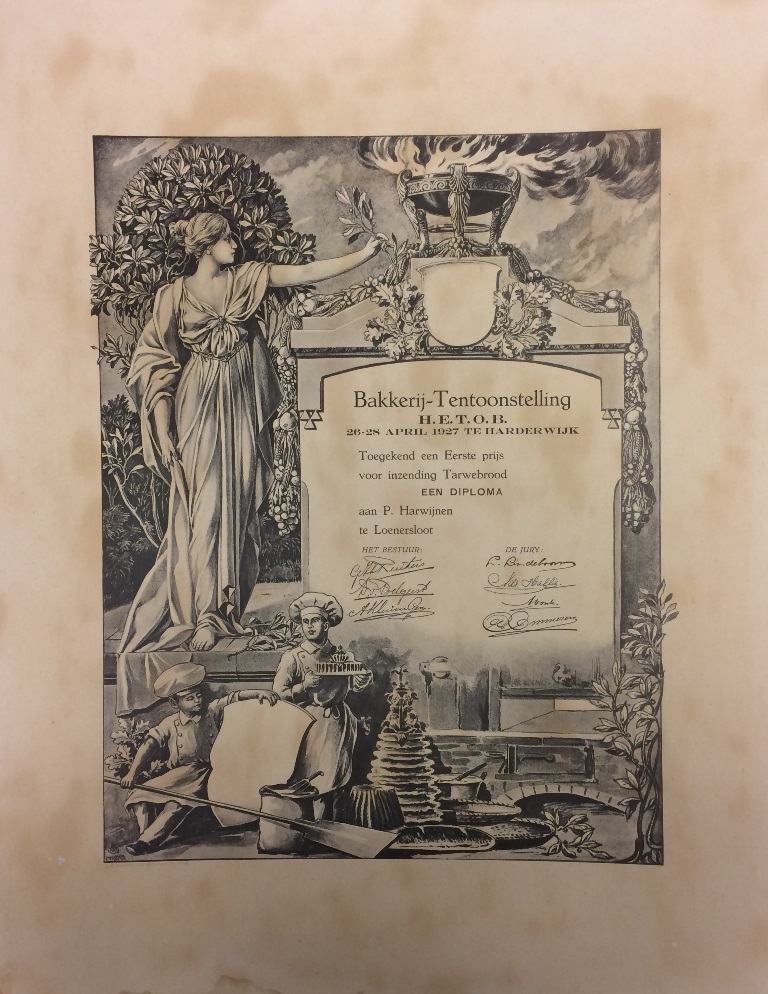 Bakkerij-Tentoonstelling
H.E.T.O.B.
26-28 APRIL 1927 TE HARDERWIJK
Toegekend een Eerste prijs
voor inzending Tarwebrood
EEN DIPLOMA
aan P. Harwijnen
te Loenersloot
HET BESTUUR:
DE JURY: